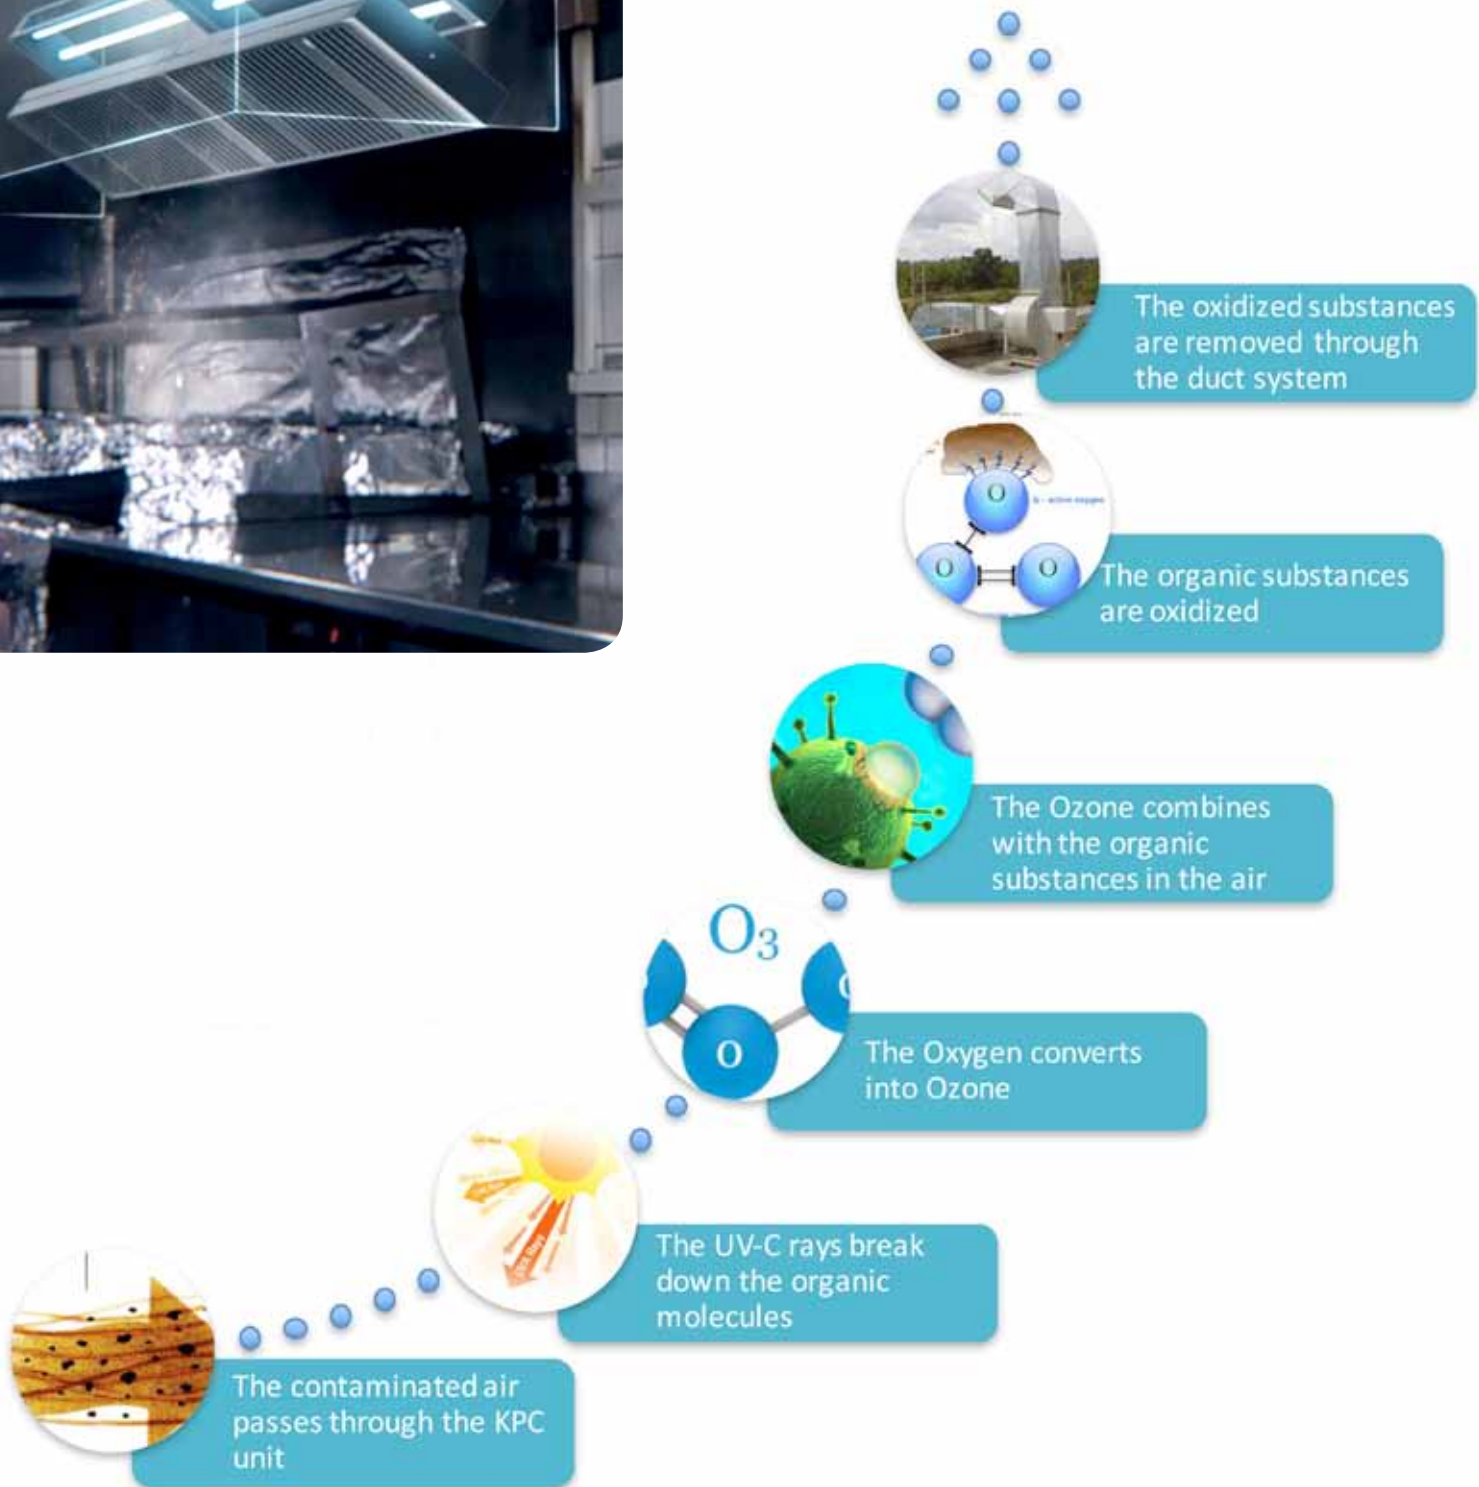 The oxidized substances
are removed through
the duct system
O
O
O
The organic substances
are oxidized
The Ozone combines
with the organic
substances in the air
O₃
O
The Oxygen converts
into Ozone
The UV-C rays break
down the organic
molecules
The contaminated air
passes through the KPC
unit